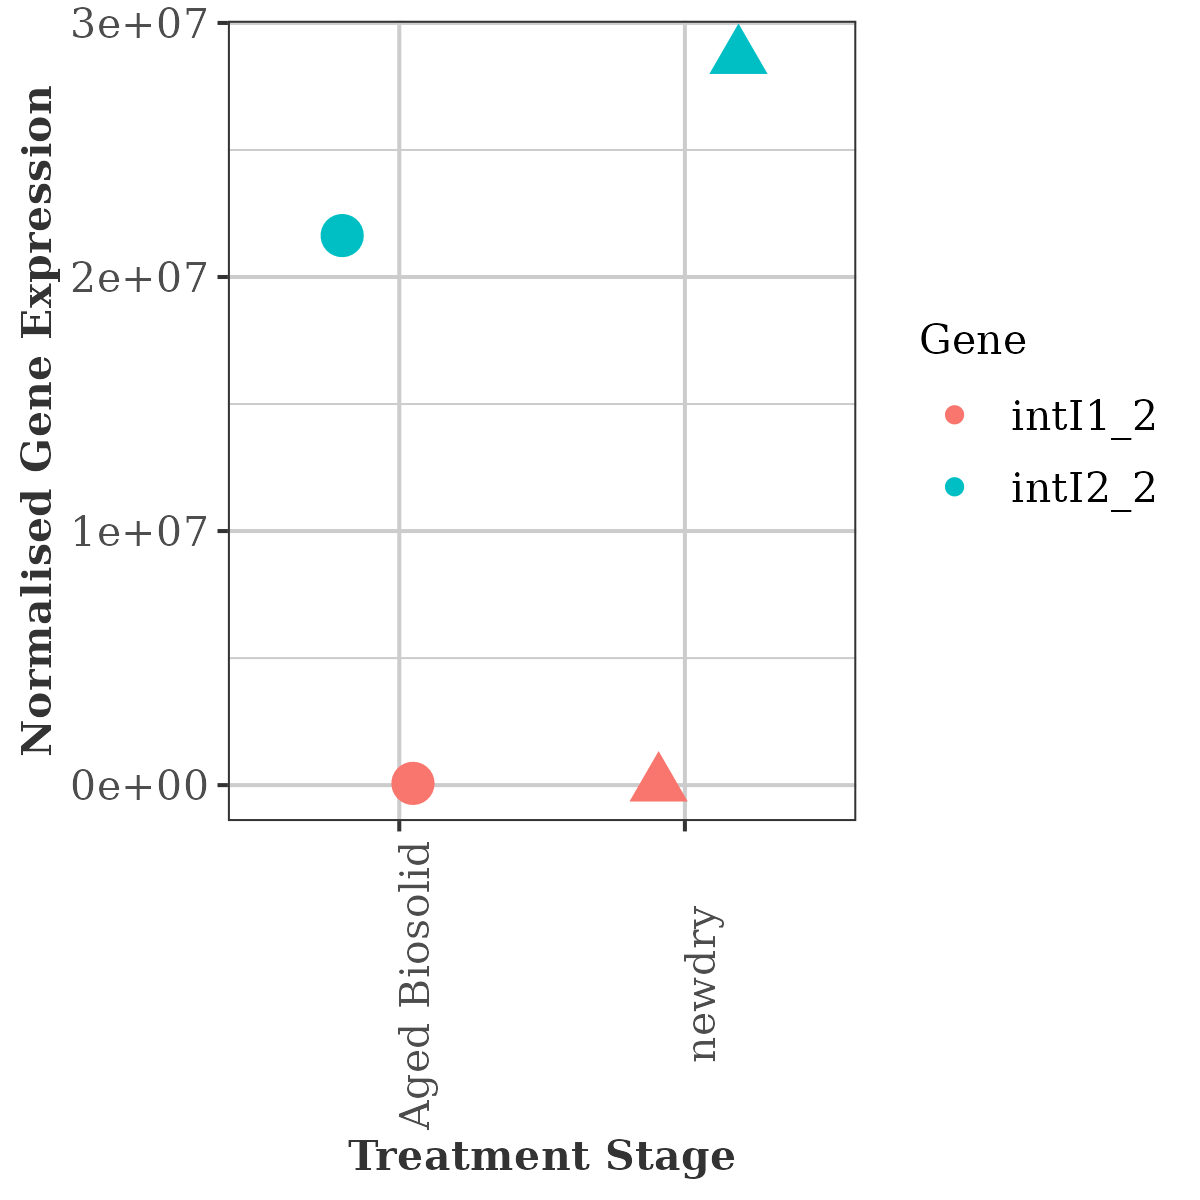 Normalised Gene Expression
3e+07
2e+07
1e+07
0e+00
Aged Biosolid
newdry
Treatment Stage
Gene
intI1_2
intI2_2